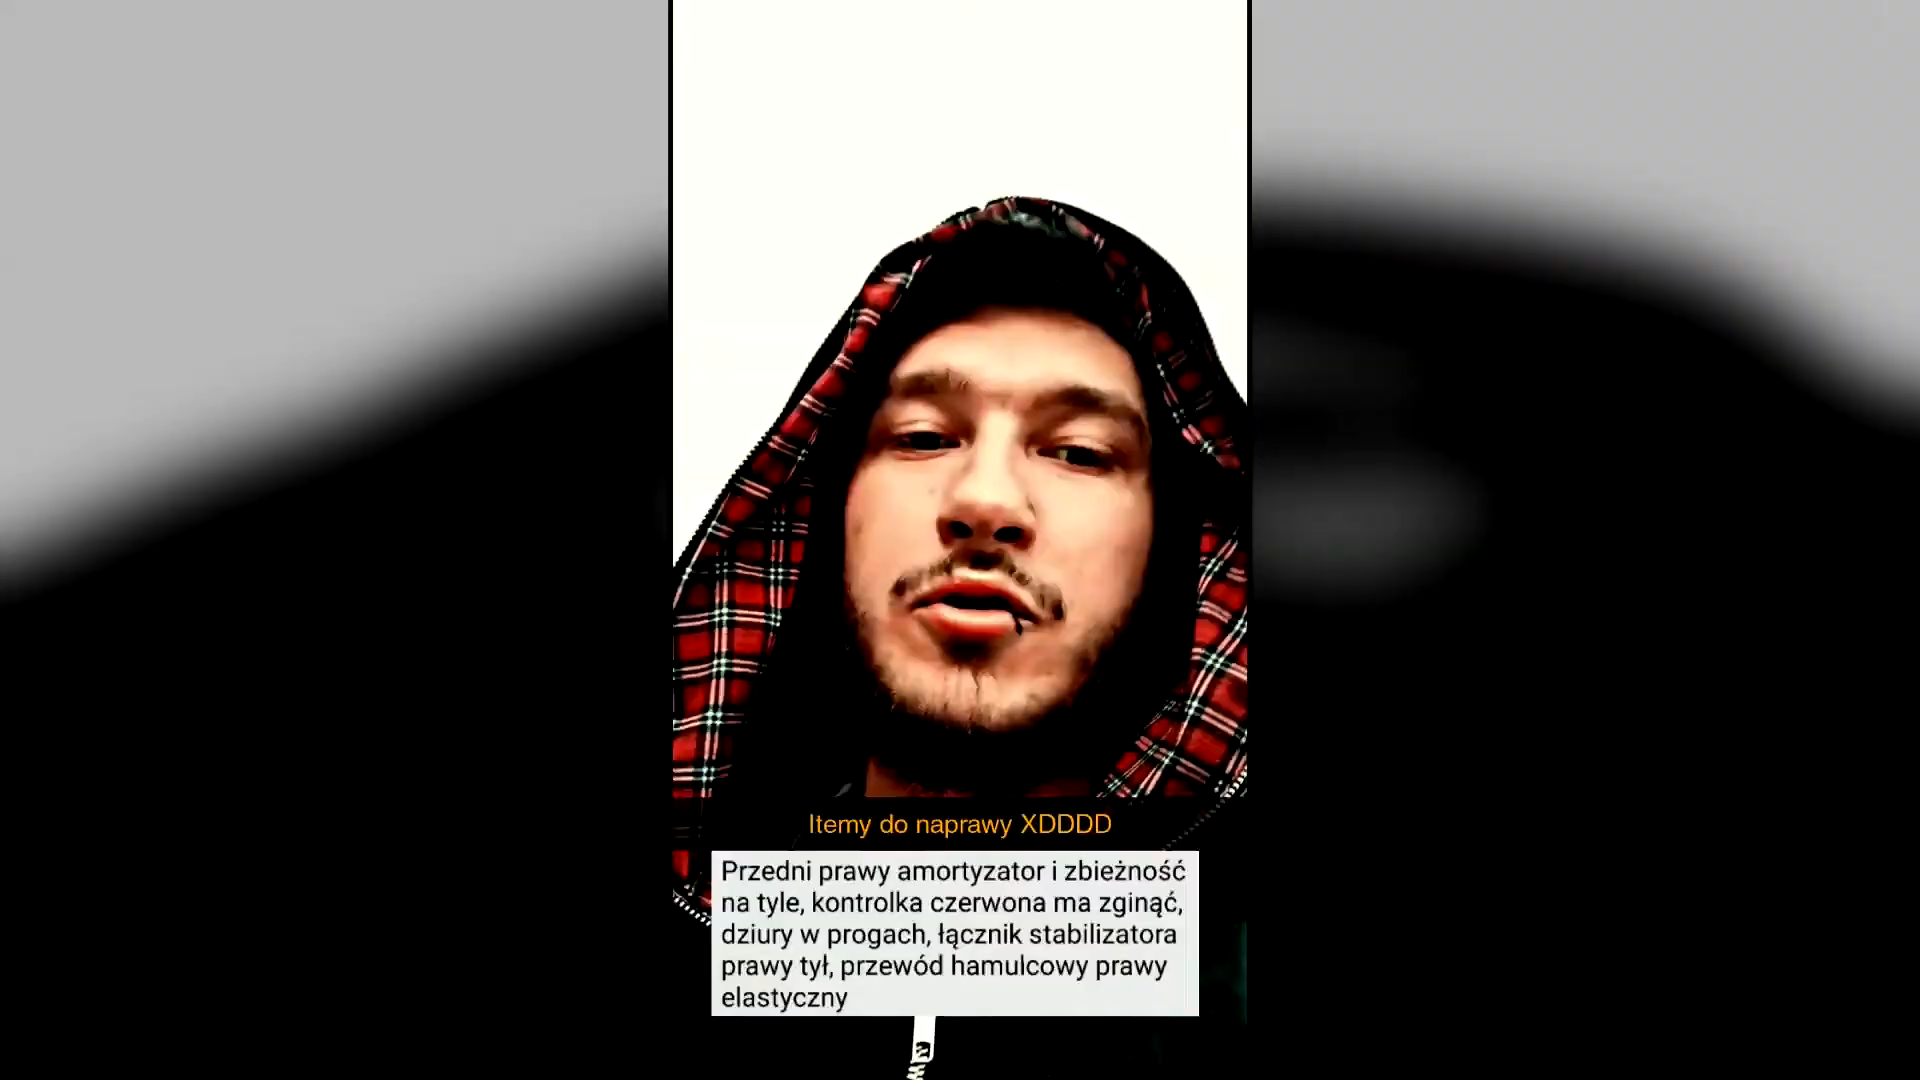 Itemy do naprawy XDDDD
Przedni prawy amortyzator i zbieżność
na tyle, kontrolka czerwona ma zginąć,
dziury w progach, łącznik stabilizatora
prawy tył, przewód hamulcowy prawy
elastyczny